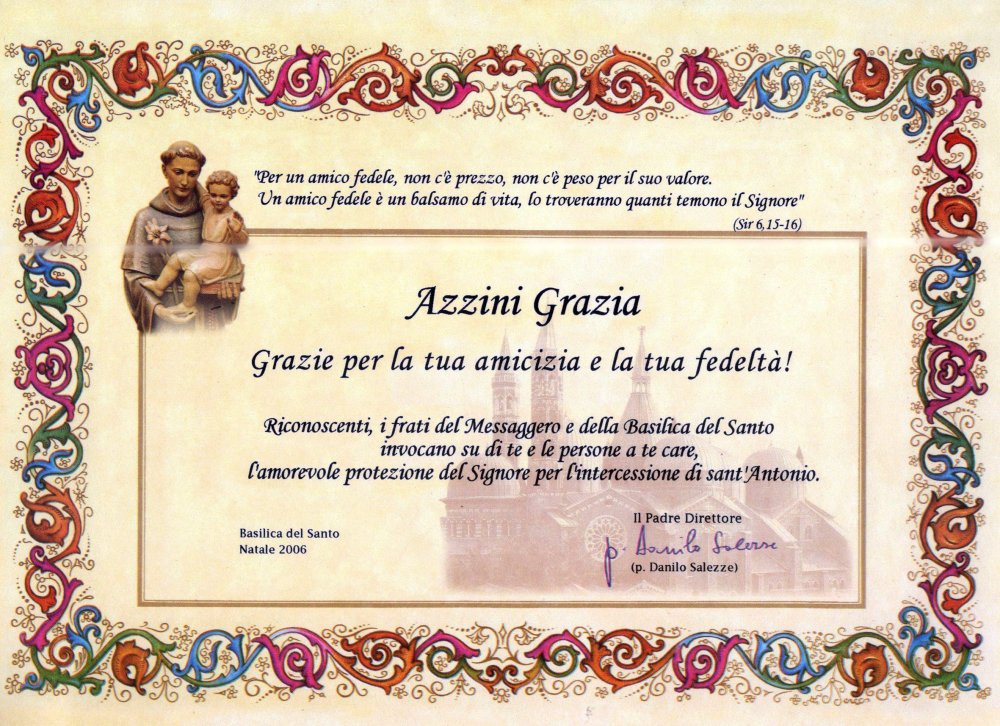 "Per un amico fedele, non c'è prezzo, non c'è peso per il suo valore.
Un amico fedele è un balsamo di vita, lo troveranno quanti temono il Signore"
(Sir 6,15-16)
Azzini Grazia
Grazie per la tua amicizia e la tua fedeltà!
Riconoscenti, i frati del Messaggero e della Basilica del Santo
invocano su di te e le persone a te care,
l'amorevole protezione del Signore per l'intercessione di sant'Antonio.
Basilica del Santo
Natale 2006
Il Padre Direttore
p. Danilo Salezze
(p. Danilo Salezze)